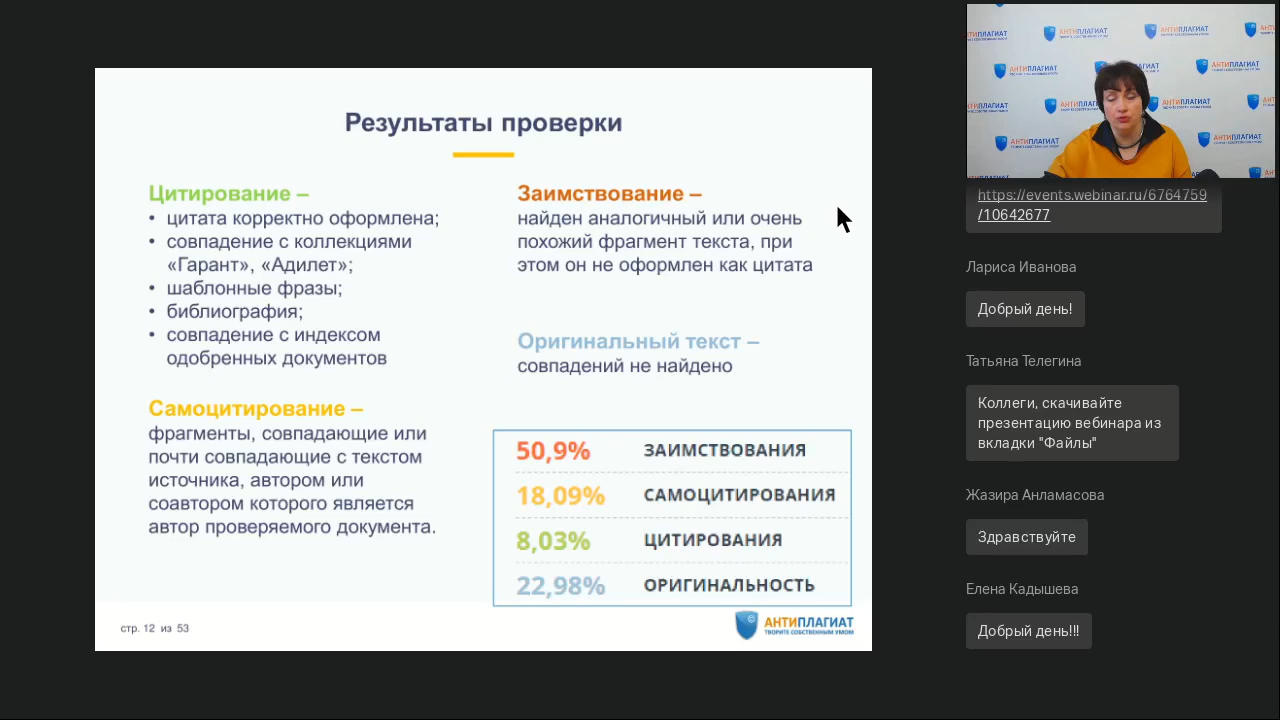 Результаты проверки
Цитирование –
• цитата корректно оформлена;
• совпадение с коллекциями
«Гарант», «Адилет»;
• шаблонные фразы;
• библиография;
• совпадение с индексом
одобренных документов
Самоцитирование –
фрагменты, совпадающие или
почти совпадающие с текстом
источника, автором или
соавтором которого является
автор проверяемого документа.
Заимствование –
найден аналогичный или очень
похожий фрагмент текста, при
этом он не оформлен как цитата
Оригинальный текст –
совпадений не найдено
50,9% ЗАИМСТВОВАНИЯ
18,09% САМОЦИТИРОВАНИЯ
8,03% ЦИТИРОВАНИЯ
22,98% ОРИГИНАЛЬНОСТЬ
стр. 12 из 53
АНТИПЛАГИАТ
ТВОРИТЕ СОБСТВЕННЫМ УМОМ
АНТИПЛАГИАТ
https://events.webinar.ru/6764759
/10642677
Лариса Иванова
Добрый день!
Татьяна Телегина
Коллеги, скачивайте
презентацию вебинара из
вкладки "Файлы"
Жазира Анламасова
Здравствуйте
Елена Кадышева
Добрый день!!!